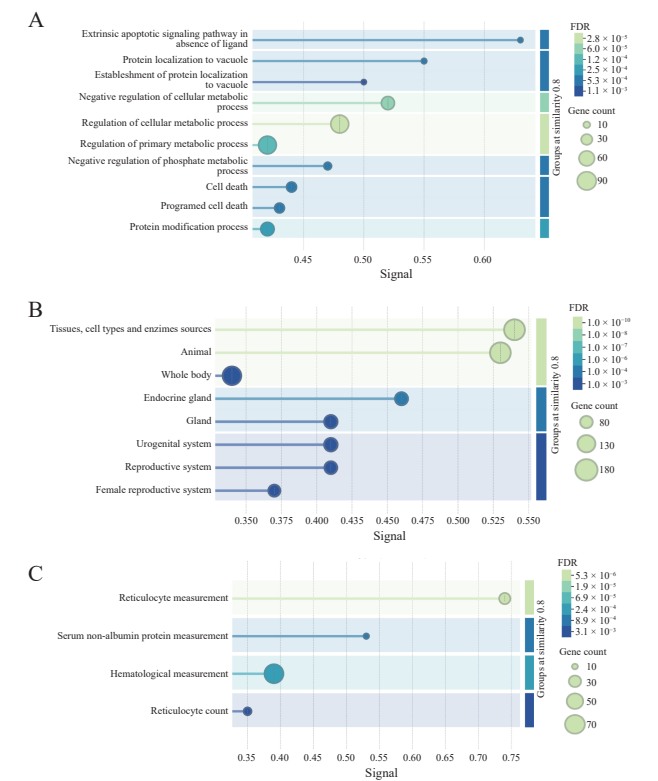 A
Extrinsic apoptotic signaling pathway in
absence of ligand
Protein localization to vacuole
Estableshment of protein localization
to vacuole
Negative regulation of cellular metabolic
process
Regulation of cellular metabolic process
Regulation of primary metabolic process
Negative regulation of phosphate metabolic
process
Cell death
Programed cell death
Protein modification process
0.45 0.50 0.55 0.60
Signal
Groups at similarity 0.8
FDR
2.8 × 10⁻⁵
6.0 × 10⁻⁵
1.2 × 10⁻⁴
2.5 × 10⁻⁴
5.3 × 10⁻⁴
1.1 × 10⁻³
Gene count
10
30
60
90
B
Tissues, cell types and enzimes sources
Animal
Whole body
Endocrine gland
Gland
Urogenital system
Reproductive system
Female reproductive system
0.350 0.375 0.400 0.435 0.450 0.475 0.500 0.525 0.550
Signal
Groups at similarity 0.8
FDR
1.0 × 10⁻¹⁰
1.0 × 10⁻⁸
1.0 × 10⁻⁷
1.0 × 10⁻⁶
1.0 × 10⁻⁴
1.0 × 10⁻³
Gene count
80
130
180
C
Reticulocyte measurement
Serum non-albumin protein measurement
Hematological measurement
Reticulocyte count
0.35 0.40 0.45 0.50 0.55 0.60 0.65 0.70 0.75
Signal
Groups at similarity 0.8
FDR
5.3 × 10⁻⁶
1.9 × 10⁻⁵
6.9 × 10⁻⁵
2.4 × 10⁻⁴
8.9 × 10⁻⁴
3.1 × 10⁻³
Gene count
10
30
50
70